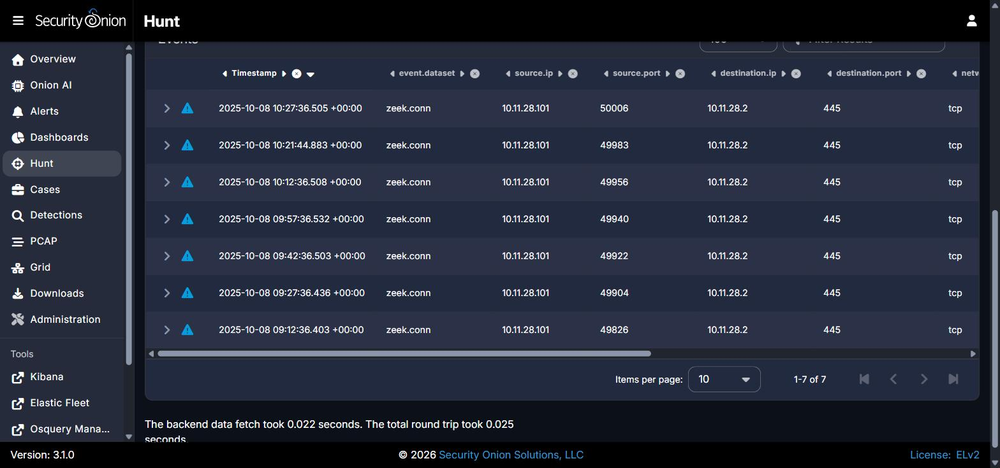 Security Onion
Hunt
Overview
Onion AI
Alerts
Dashboards
Hunt
Cases
Detections
PCAP
Grid
Downloads
Administration
Tools
Kibana
Elastic Fleet
Osquery Mana...
Events
Timestamp event.dataset source.ip source.port destination.ip destination.port netw
2025-10-08 10:27:36.505 +00:00 zeek.conn 10.11.28.101 50006 10.11.28.2 445 tcp
2025-10-08 10:21:44.883 +00:00 zeek.conn 10.11.28.101 49983 10.11.28.2 445 tcp
2025-10-08 10:12:36.508 +00:00 zeek.conn 10.11.28.101 49956 10.11.28.2 445 tcp
2025-10-08 09:57:36.532 +00:00 zeek.conn 10.11.28.101 49940 10.11.28.2 445 tcp
2025-10-08 09:42:36.503 +00:00 zeek.conn 10.11.28.101 49922 10.11.28.2 445 tcp
2025-10-08 09:27:36.436 +00:00 zeek.conn 10.11.28.101 49904 10.11.28.2 445 tcp
2025-10-08 09:12:36.403 +00:00 zeek.conn 10.11.28.101 49826 10.11.28.2 445 tcp
Items per page: 10 1-7 of 7
The backend data fetch took 0.022 seconds. The total round trip took 0.025
seconds.
Version: 3.1.0 © 2026 Security Onion Solutions, LLC License: ELv2